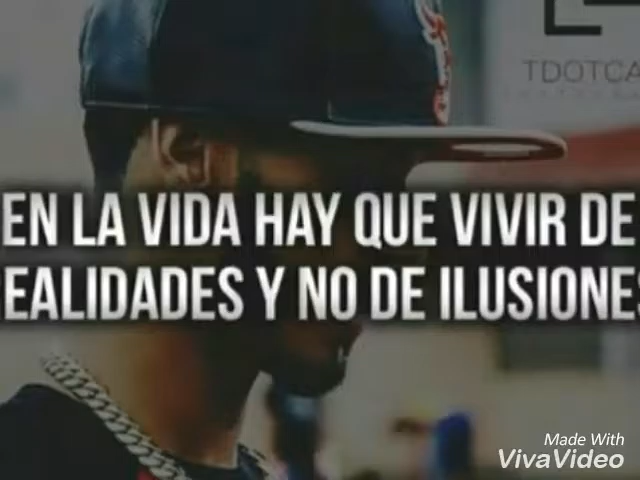 TDOTCA
EN LA VIDA HAY QUE VIVIR DE
EALIDADES Y NO DE ILUSIONES
Made With
VivaVideo